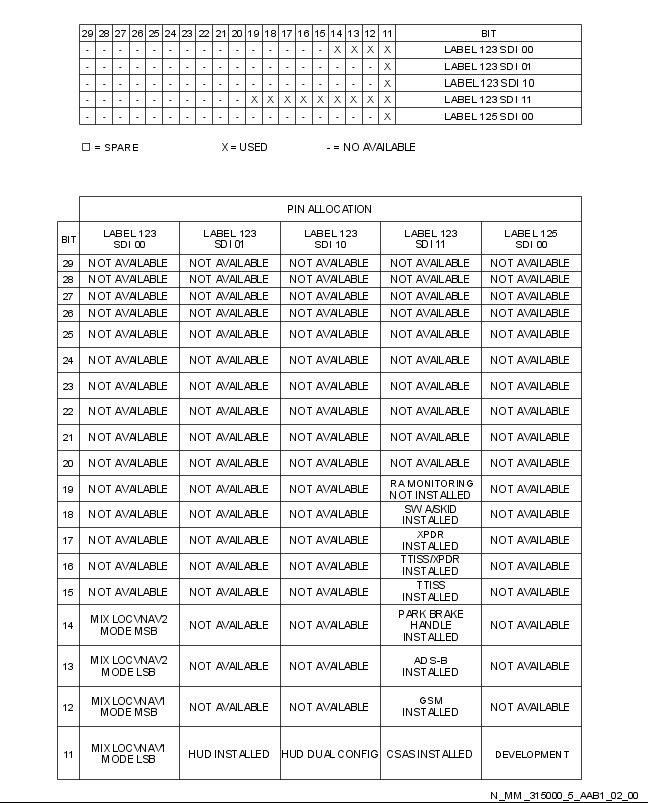 29 28 27 26 25 24 23 22 21 20 19 18 17 16 15 14 13 12 11 BIT
- - - - - - - - - - - - - - - X X X X LABEL 123 SDI 00
- - - - - - - - - - - - - - - - - - X LABEL 123 SDI 01
- - - - - - - - - - - - - - - - - - X LABEL 123 SDI 10
- - - - - - - - - - X X X X X X X X X LABEL 123 SDI 11
- - - - - - - - - - - - - - - - - - X LABEL 125 SDI 00
□ = SPARE X = USED - = NO AVAILABLE
PIN ALLOCATION
BIT LABEL 123 SDI 00 LABEL 123 SDI 01 LABEL 123 SDI 10 LABEL 123 SDI 11 LABEL 125 SDI 00
29 NOT AVAILABLE NOT AVAILABLE NOT AVAILABLE NOT AVAILABLE NOT AVAILABLE
28 NOT AVAILABLE NOT AVAILABLE NOT AVAILABLE NOT AVAILABLE NOT AVAILABLE
27 NOT AVAILABLE NOT AVAILABLE NOT AVAILABLE NOT AVAILABLE NOT AVAILABLE
26 NOT AVAILABLE NOT AVAILABLE NOT AVAILABLE NOT AVAILABLE NOT AVAILABLE
25 NOT AVAILABLE NOT AVAILABLE NOT AVAILABLE NOT AVAILABLE NOT AVAILABLE
24 NOT AVAILABLE NOT AVAILABLE NOT AVAILABLE NOT AVAILABLE NOT AVAILABLE
23 NOT AVAILABLE NOT AVAILABLE NOT AVAILABLE NOT AVAILABLE NOT AVAILABLE
22 NOT AVAILABLE NOT AVAILABLE NOT AVAILABLE NOT AVAILABLE NOT AVAILABLE
21 NOT AVAILABLE NOT AVAILABLE NOT AVAILABLE NOT AVAILABLE NOT AVAILABLE
20 NOT AVAILABLE NOT AVAILABLE NOT AVAILABLE NOT AVAILABLE NOT AVAILABLE
19 NOT AVAILABLE NOT AVAILABLE NOT AVAILABLE RA MONITORING NOT INSTALLED NOT AVAILABLE
18 NOT AVAILABLE NOT AVAILABLE NOT AVAILABLE SW A/SKID INSTALLED NOT AVAILABLE
17 NOT AVAILABLE NOT AVAILABLE NOT AVAILABLE XPDR INSTALLED NOT AVAILABLE
16 NOT AVAILABLE NOT AVAILABLE NOT AVAILABLE TTISS/XPDR INSTALLED NOT AVAILABLE
15 NOT AVAILABLE NOT AVAILABLE NOT AVAILABLE TTISS INSTALLED NOT AVAILABLE
14 MIX LOC/NAV2 MODE MSB NOT AVAILABLE NOT AVAILABLE PARK BRAKE HANDLE INSTALLED NOT AVAILABLE
13 MIX LOC/NAV2 MODE LSB NOT AVAILABLE NOT AVAILABLE ADS-B INSTALLED NOT AVAILABLE
12 MIX LOC/NAV1 MODE MSB NOT AVAILABLE NOT AVAILABLE GSM INSTALLED NOT AVAILABLE
11 MIX LOC/NAV1 MODE LSB HUD INSTALLED HUD DUAL CONFIG CSAS INSTALLED DEVELOPMENT
N_MM_315000_5_AAB1_02_00